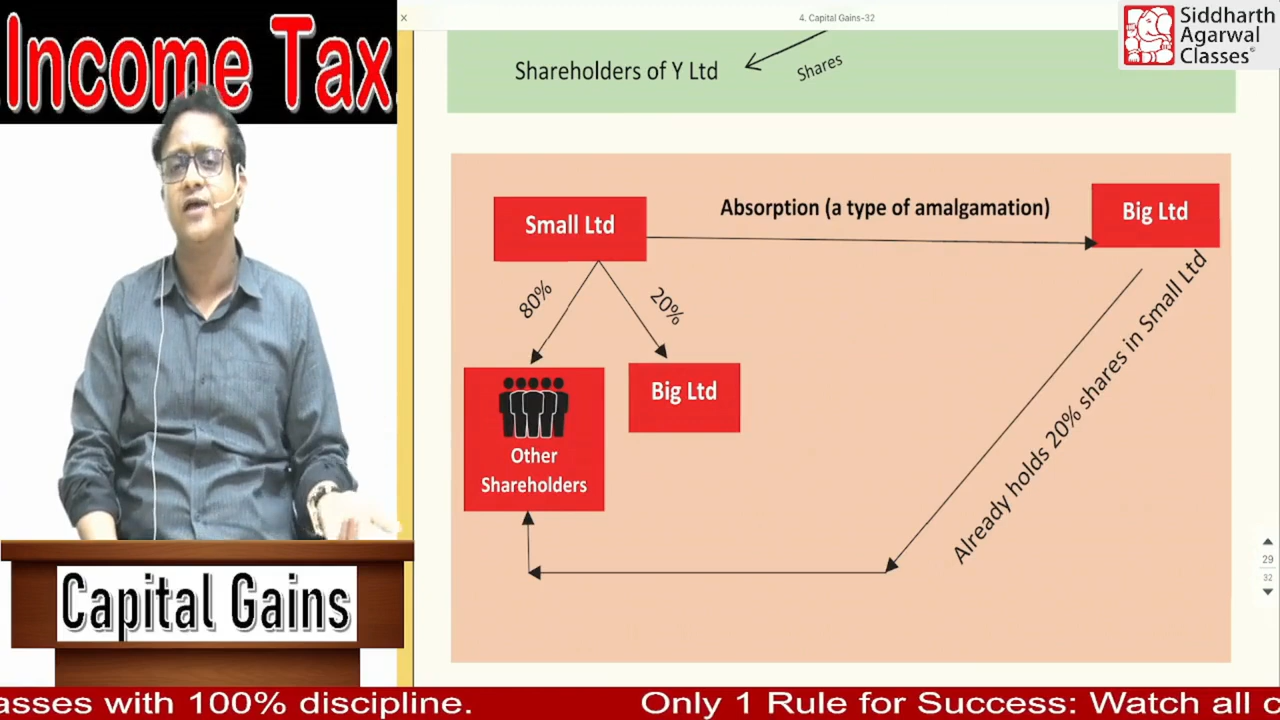 Income Tax
×
4. Capital Gains-32
Siddharth
Agarwal
Classes
Shareholders of Y Ltd
Shares
Small Ltd
Absorption (a type of amalgamation)
Big Ltd
80%
20%
Already holds 20% shares in Small Ltd
Big Ltd
Other
Shareholders
29
32
Capital Gains
asses with 100% discipline.
Only 1 Rule for Success: Watch all c